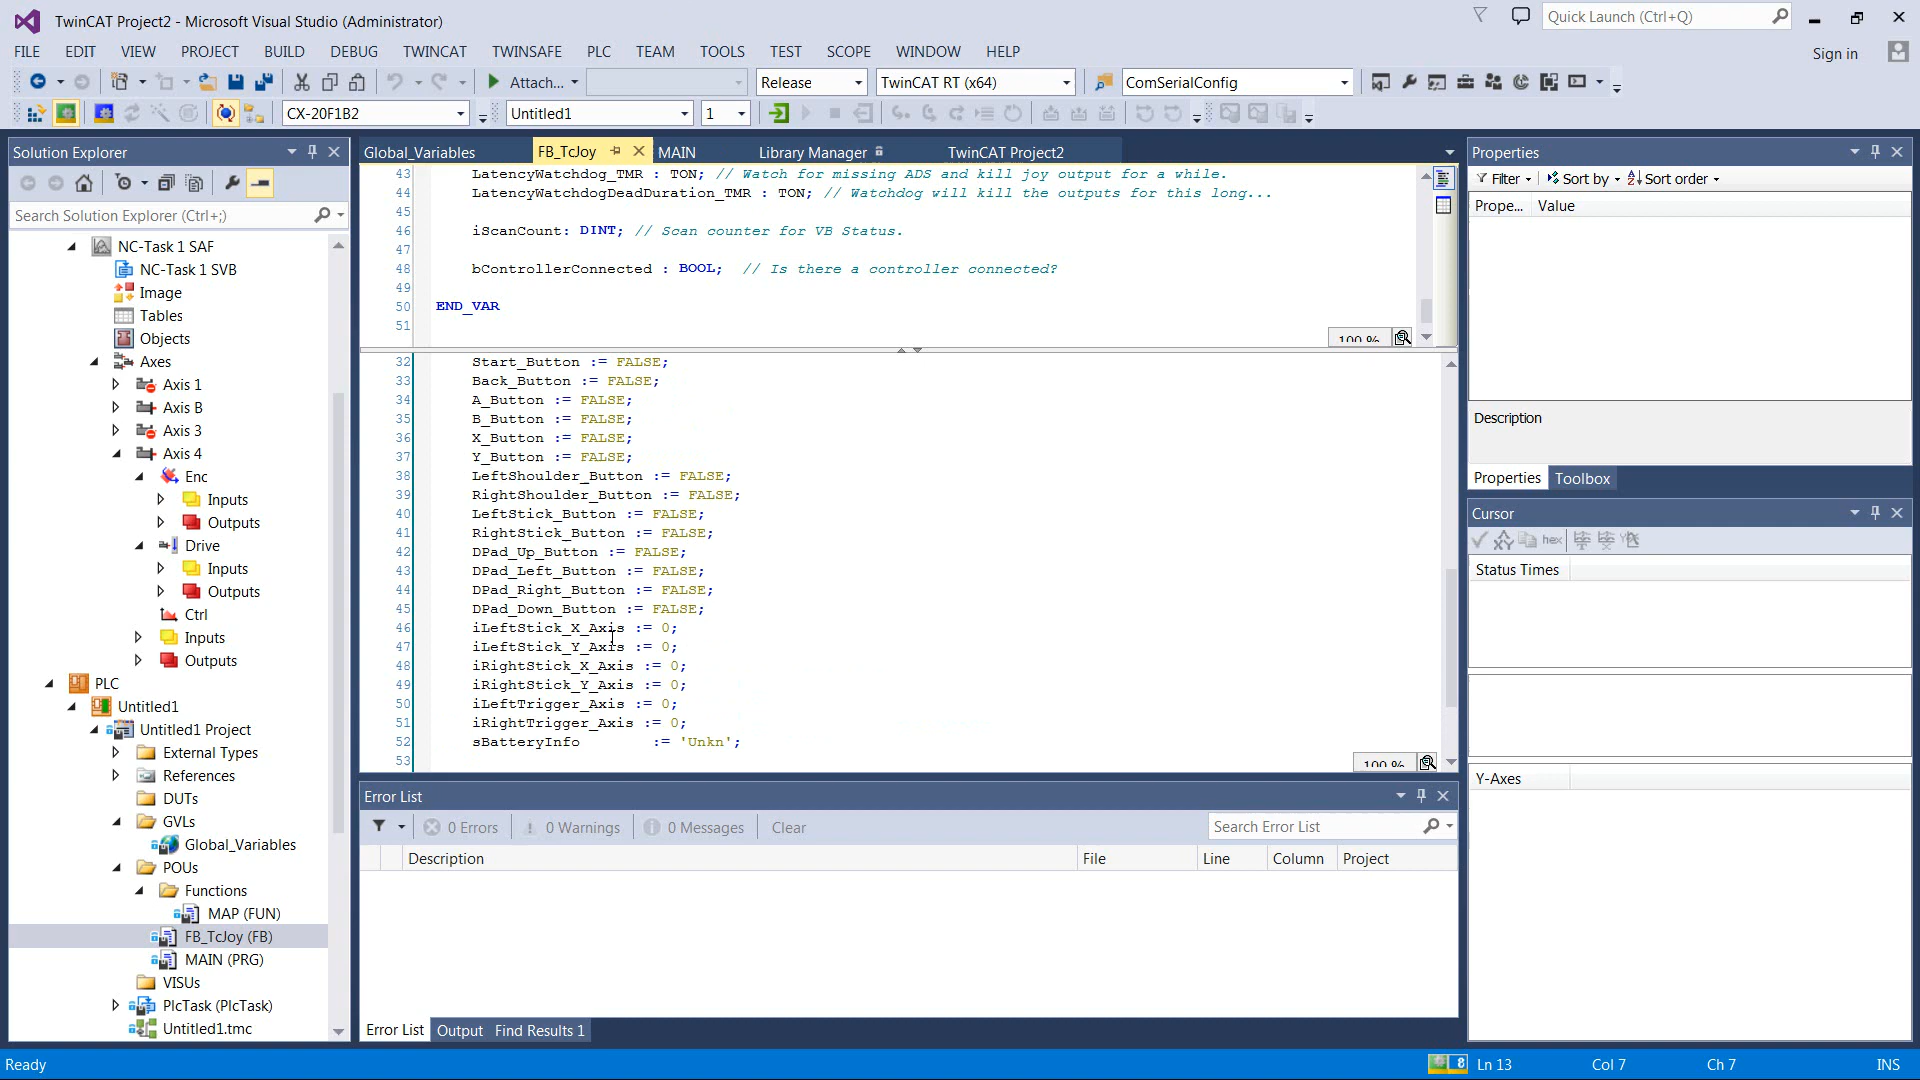 TwinCAT Project2 - Microsoft Visual Studio (Administrator)
Quick Launch (Ctrl+Q)
FILE EDIT VIEW PROJECT BUILD DEBUG TWINCAT TWINSAFE PLC TEAM TOOLS TEST SCOPE WINDOW HELP
Sign in
Attach... Release TwinCAT RT (x64) ComSerialConfig
CX-20F1B2 Untitled1 1
Solution Explorer
Search Solution Explorer (Ctrl+;)
NC-Task 1 SAF
NC-Task 1 SVB
Image
Tables
Objects
Axes
Axis 1
Axis B
Axis 3
Axis 4
Enc
Inputs
Outputs
Drive
Inputs
Outputs
Ctrl
Inputs
Outputs
PLC
Untitled1
Untitled1 Project
External Types
References
DUTs
GVLs
Global_Variables
POUs
Functions
MAP (FUN)
FB_TcJoy (FB)
MAIN (PRG)
VISUs
PlcTask (PlcTask)
Untitled1.tmc
Global_Variables FB_TcJoy MAIN Library Manager TwinCAT Project2
43 LatencyWatchdog_TMR : TON; // Watch for missing ADS and kill joy output for a while.
44 LatencyWatchdogDeadDuration_TMR : TON; // Watchdog will kill the outputs for this long...
45
46 iScanCount: DINT; // Scan counter for VB Status.
47
48 bControllerConnected : BOOL; // Is there a controller connected?
49
50 END_VAR
51
100 %
32 Start_Button := FALSE;
33 Back_Button := FALSE;
34 A_Button := FALSE;
35 B_Button := FALSE;
36 X_Button := FALSE;
37 Y_Button := FALSE;
38 LeftShoulder_Button := FALSE;
39 RightShoulder_Button := FALSE;
40 LeftStick_Button := FALSE;
41 RightStick_Button := FALSE;
42 DPad_Up_Button := FALSE;
43 DPad_Left_Button := FALSE;
44 DPad_Right_Button := FALSE;
45 DPad_Down_Button := FALSE;
46 iLeftStick_X_Axis := 0;
47 iLeftStick_Y_Axis := 0;
48 iRightStick_X_Axis := 0;
49 iRightStick_Y_Axis := 0;
50 iLeftTrigger_Axis := 0;
51 iRightTrigger_Axis := 0;
52 sBatteryInfo := 'Unkn';
53
100 %
Error List
0 Errors 0 Warnings 0 Messages Clear
Search Error List
Description File Line Column Project
Error List Output Find Results 1
Properties
Filter Sort by Sort order
Prope... Value
Description
Properties Toolbox
Cursor
hex
Status Times
Y-Axes
Ready
8 Ln 13 Col 7 Ch 7 INS